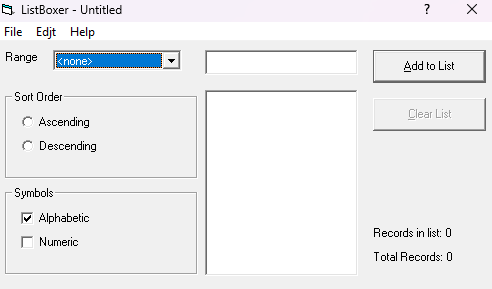 ListBoxer - Untitled
?
File Edjt Help
Range <none> Add to List
Sort Order
Ascending
Clear List
Descending
Symbols
Alphabetic
Numeric
Records in list: 0
Total Records: 0